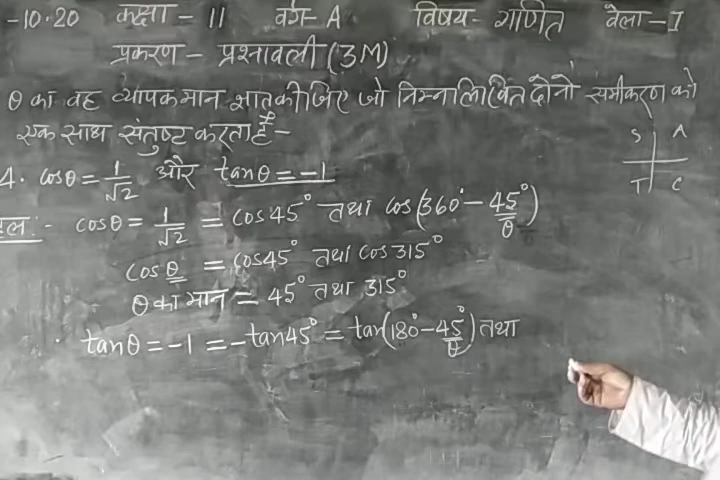 -10.20 कक्षा - 11 वर्ग - A विषय - गणित वेला - I
प्रकरण - प्रश्नावली (3M)
θ का वह व्यापक मान ज्ञात कीजिए जो निम्नलिखित दोनों समीकरण को
एक साथ संतुष्ट करता है -
S A
T C
4. cosθ = 1/√2 और tanθ = -1
हल :- cosθ = 1/√2 = cos45° तथा cos(360° - 45°)
θ
cosθ = cos45° तथा cos315°
θ का मान = 45° तथा 315°
tanθ = -1 = -tan45° = tan(180° - 45°) तथा
θ